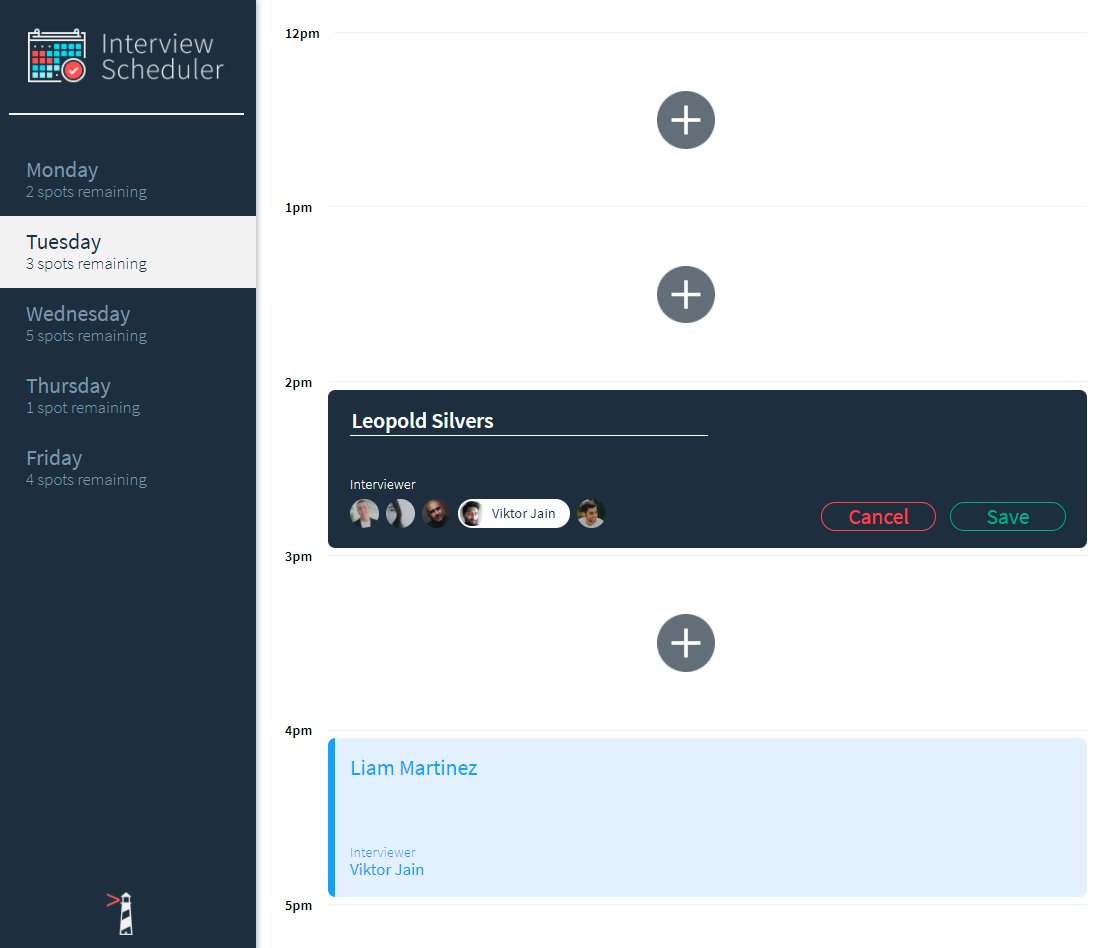 Interview
Scheduler
Monday
2 spots remaining
Tuesday
3 spots remaining
Wednesday
5 spots remaining
Thursday
1 spot remaining
Friday
4 spots remaining
12pm
1pm
2pm
Leopold Silvers
Interviewer
Viktor Jain
Cancel
Save
3pm
4pm
Liam Martinez
Interviewer
Viktor Jain
5pm